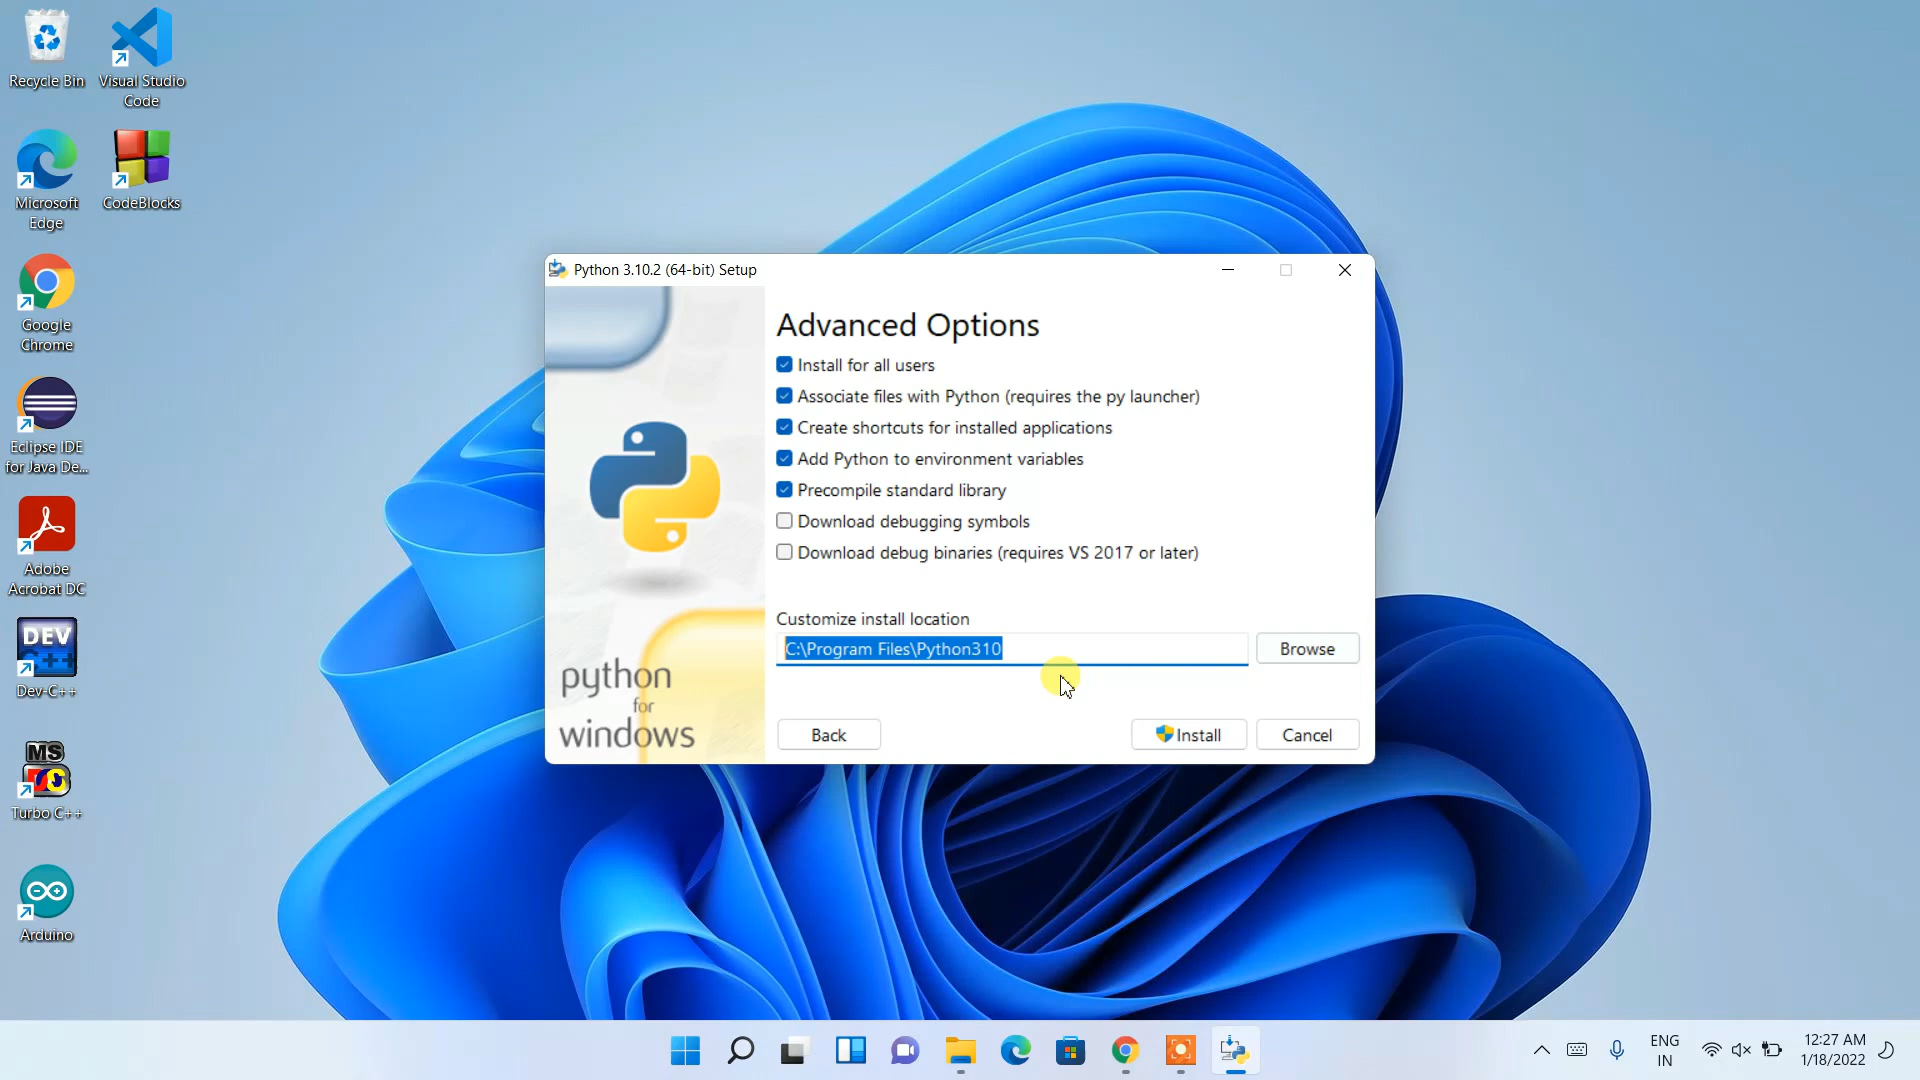 Recycle Bin
Visual Studio
Code
Microsoft
Edge
CodeBlocks
Google
Chrome
Eclipse IDE
for Java De...
Adobe
Acrobat DC
DEV
C++
Dev-C++
MS
DOS
Turbo C++
Arduino
Python 3.10.2 (64-bit) Setup
Advanced Options
Install for all users
Associate files with Python (requires the py launcher)
Create shortcuts for installed applications
Add Python to environment variables
Precompile standard library
Download debugging symbols
Download debug binaries (requires VS 2017 or later)
Customize install location
C:\Program Files\Python310
Browse
python
for
windows
Back
Install
Cancel
ENG
IN
12:27 AM
1/18/2022